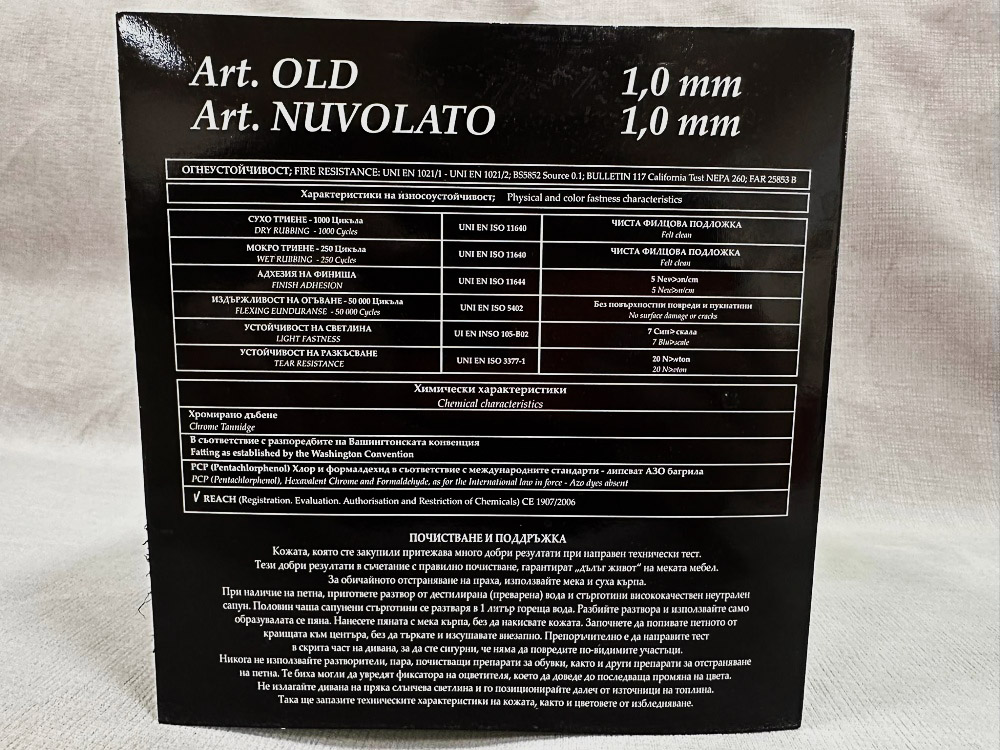 Art. OLD 1,0 mm
Art. NUVOLATO 1,0 mm
ОГНЕУСТОЙЧИВОСТ; FIRE RESISTANCE: UNI EN 1021/1 - UNI EN 1021/2; BS5852 Source 0.1; BULLETIN 117 California Test NEPA 260; FAR 25853 B
Характеристики на износоустойчивост; Physical and color fastness characteristics
СУХО ТРИЕНЕ - 1000 Цикъла
DRY RUBBING - 1000 Cycles
UNI EN ISO 11640
ЧИСТА ФИЛЦОВА ПОДЛОЖКА
Felt clean
МОКРО ТРИЕНЕ - 250 Цикъла
WET RUBBING - 250 Cycles
UNI EN ISO 11640
ЧИСТА ФИЛЦОВА ПОДЛОЖКА
Felt clean
АДХЕЗИЯ НА ФИНИША
FINISH ADHESION
UNI EN ISO 11644
5 Nev>ən/cm
5 New>ən/cm
ИЗДЪРЖЛИВОСТ НА ОГЪВАНЕ - 50 000 Цикъла
FLEXING EUNDURANSE - 50 000 Cycles
UNI EN ISO 5402
Без повърхностни повреди и пукнатини
No surface damage or cracks
УСТОЙЧИВОСТ НА СВЕТЛИНА
LIGHT FASTNESS
UI EN INSO 105-B02
7 Син>скала
7 Blu>scale
УСТОЙЧИВОСТ НА РАЗКЪСВАНЕ
TEAR RESISTANCE
UNI EN ISO 3377-1
20 N>wton
20 N>wton
Химически характеристики
Chemical characteristics
Хромирано дъбене
Chrome Tannidge
В съответствие с разпоредбите на Вашингтонската конвенция
Fatting as established by the Washington Convention
PCP (Pentachlorphenol) Хлор и формалдехид в съответствие с международните стандарти - липсват АЗО багрила
PCP (Pentachlorphenol), Hexavalent Chrome and Formaldehyde, as for the International law in force - Azo dyes absent
√ REACH (Registration. Evaluation. Authorisation and Restriction of Chemicals) CE 1907/2006
ПОЧИСТВАНЕ И ПОДДРЪЖКА
Кожата, която сте закупили притежава много добри резултати при направен технически тест.
Тези добри резултати в съчетание с правилно почистване, гарантират „дълъг живот" на меката мебел.
За обичайното отстраняване на праха, използвайте мека и суха кърпа.
При наличие на петна, пригответе разтвор от дестилирана (преварена) вода и стърготини висококачествен неутрален
сапун. Половин чаша сапунени стърготини се разтваря в 1 литър гореща вода. Разбийте разтвора и използвайте само
образувалата се пяна. Нанесете пяната с мека кърпа, без да накисвате кожата. Започнете да попивате петното от
краищата към центъра, без да търкате и изсушавате внезапно. Препоръчително е да направите тест
в скрита част на дивана, за да сте сигурни, че няма да повредите по-видимите участъци.
Никога не използвайте разтворители, пара, почистващи препарати за обувки, както и други препарати за отстраняване
на петна. Те биха могли да увредят фиксатора на оцветителя, което да доведе до последваща промяна на цвета.
Не излагайте дивана на пряка слънчева светлина и го позиционирайте далеч от източници на топлина.
Така ще запазите техническите характеристики на кожата, както и цветовете от избледняване.